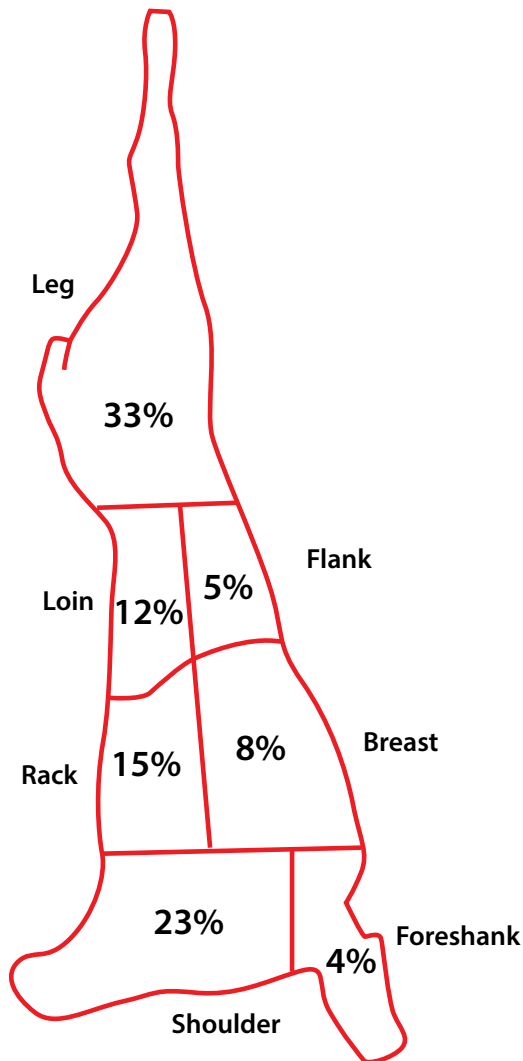 Leg
33%
Flank
5%
Loin
12%
Breast
8%
15%
Rack
23%
Foreshank
4%
Shoulder